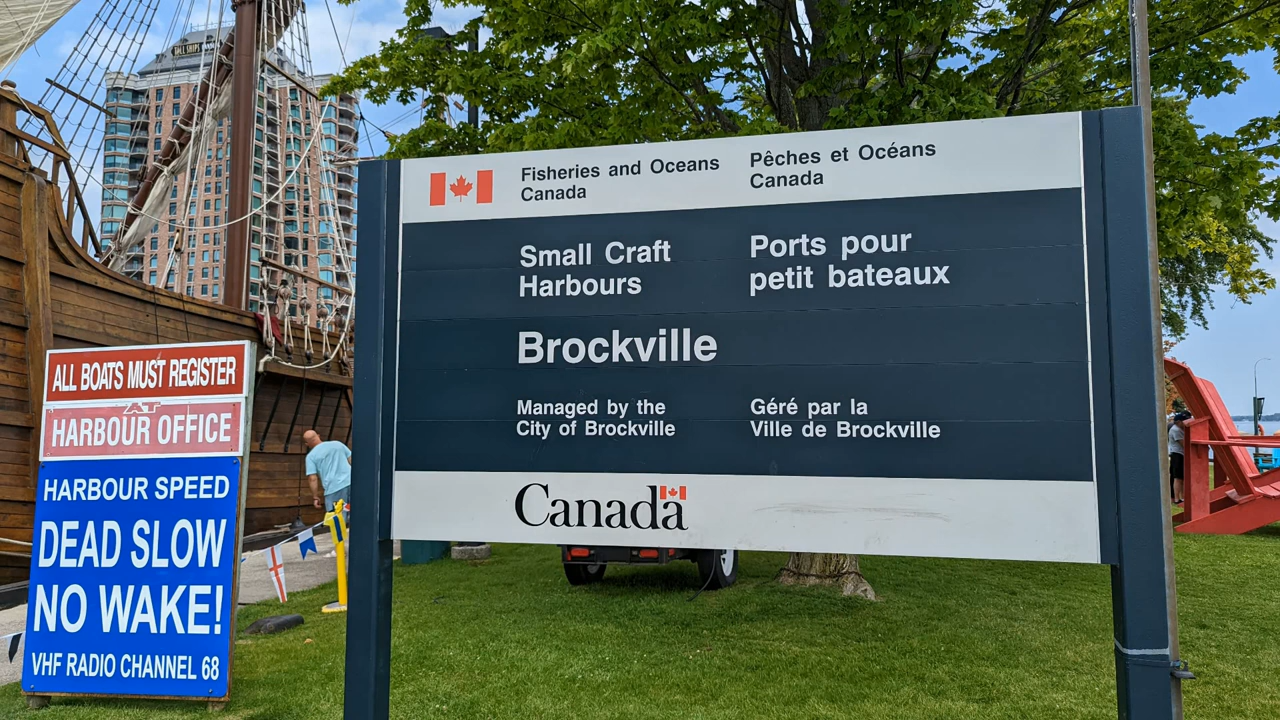 TALL SHIPS
Fisheries and Oceans
Canada
Pêches et Océans
Canada
Small Craft
Harbours
Ports pour
petit bateaux
Brockville
Managed by the
City of Brockville
Géré par la
Ville de Brockville
Canada
ALL BOATS MUST REGISTER
AT
HARBOUR OFFICE
HARBOUR SPEED
DEAD SLOW
NO WAKE!
VHF RADIO CHANNEL 68